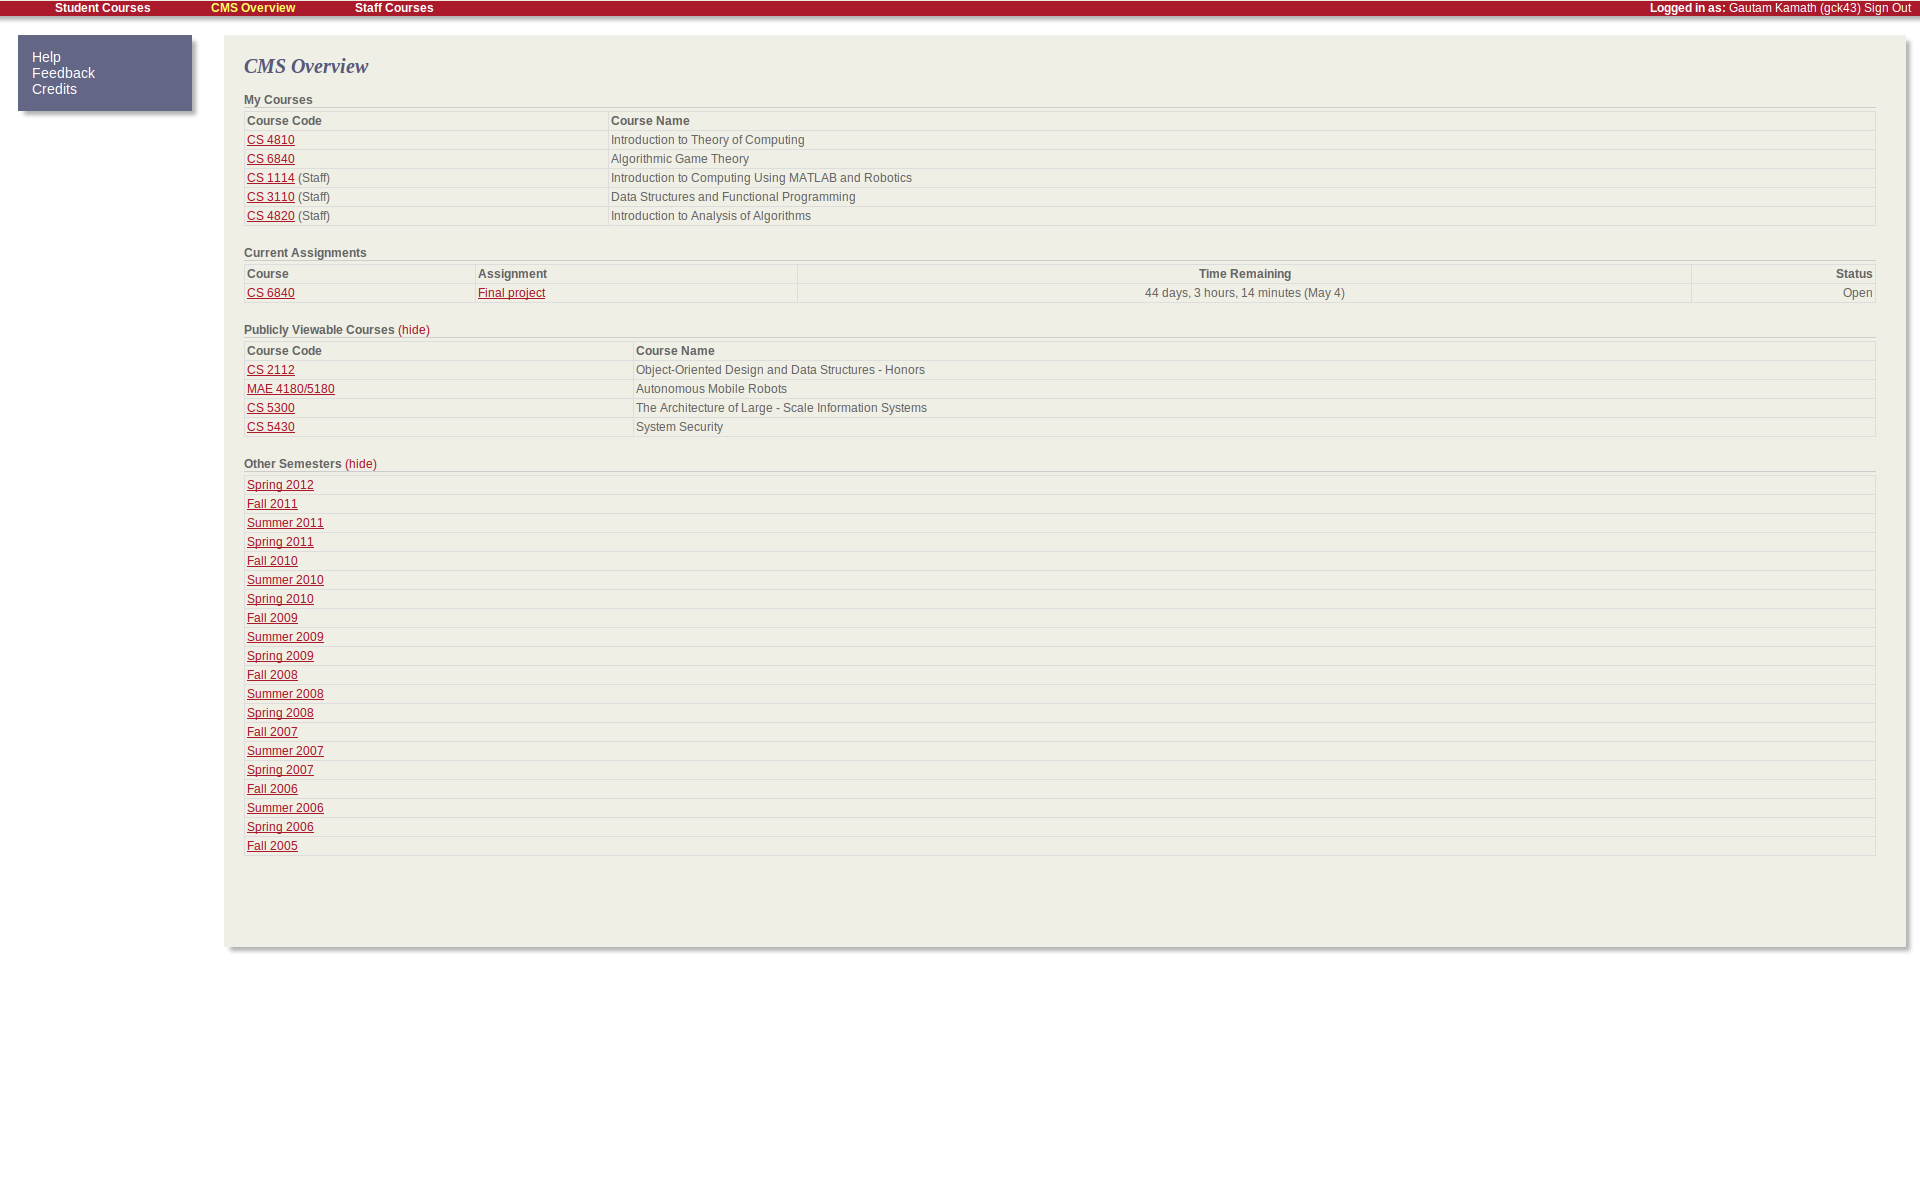 Student Courses CMS Overview Staff Courses Logged in as: Gautam Kamath (gck43) Sign Out
Help
Feedback
Credits
CMS Overview
My Courses
Course Code Course Name
CS 4810 Introduction to Theory of Computing
CS 6840 Algorithmic Game Theory
CS 1114 (Staff) Introduction to Computing Using MATLAB and Robotics
CS 3110 (Staff) Data Structures and Functional Programming
CS 4820 (Staff) Introduction to Analysis of Algorithms
Current Assignments
Course Assignment Time Remaining Status
CS 6840 Final project 44 days, 3 hours, 14 minutes (May 4) Open
Publicly Viewable Courses (hide)
Course Code Course Name
CS 2112 Object-Oriented Design and Data Structures - Honors
MAE 4180/5180 Autonomous Mobile Robots
CS 5300 The Architecture of Large - Scale Information Systems
CS 5430 System Security
Other Semesters (hide)
Spring 2012
Fall 2011
Summer 2011
Spring 2011
Fall 2010
Summer 2010
Spring 2010
Fall 2009
Summer 2009
Spring 2009
Fall 2008
Summer 2008
Spring 2008
Fall 2007
Summer 2007
Spring 2007
Fall 2006
Summer 2006
Spring 2006
Fall 2005